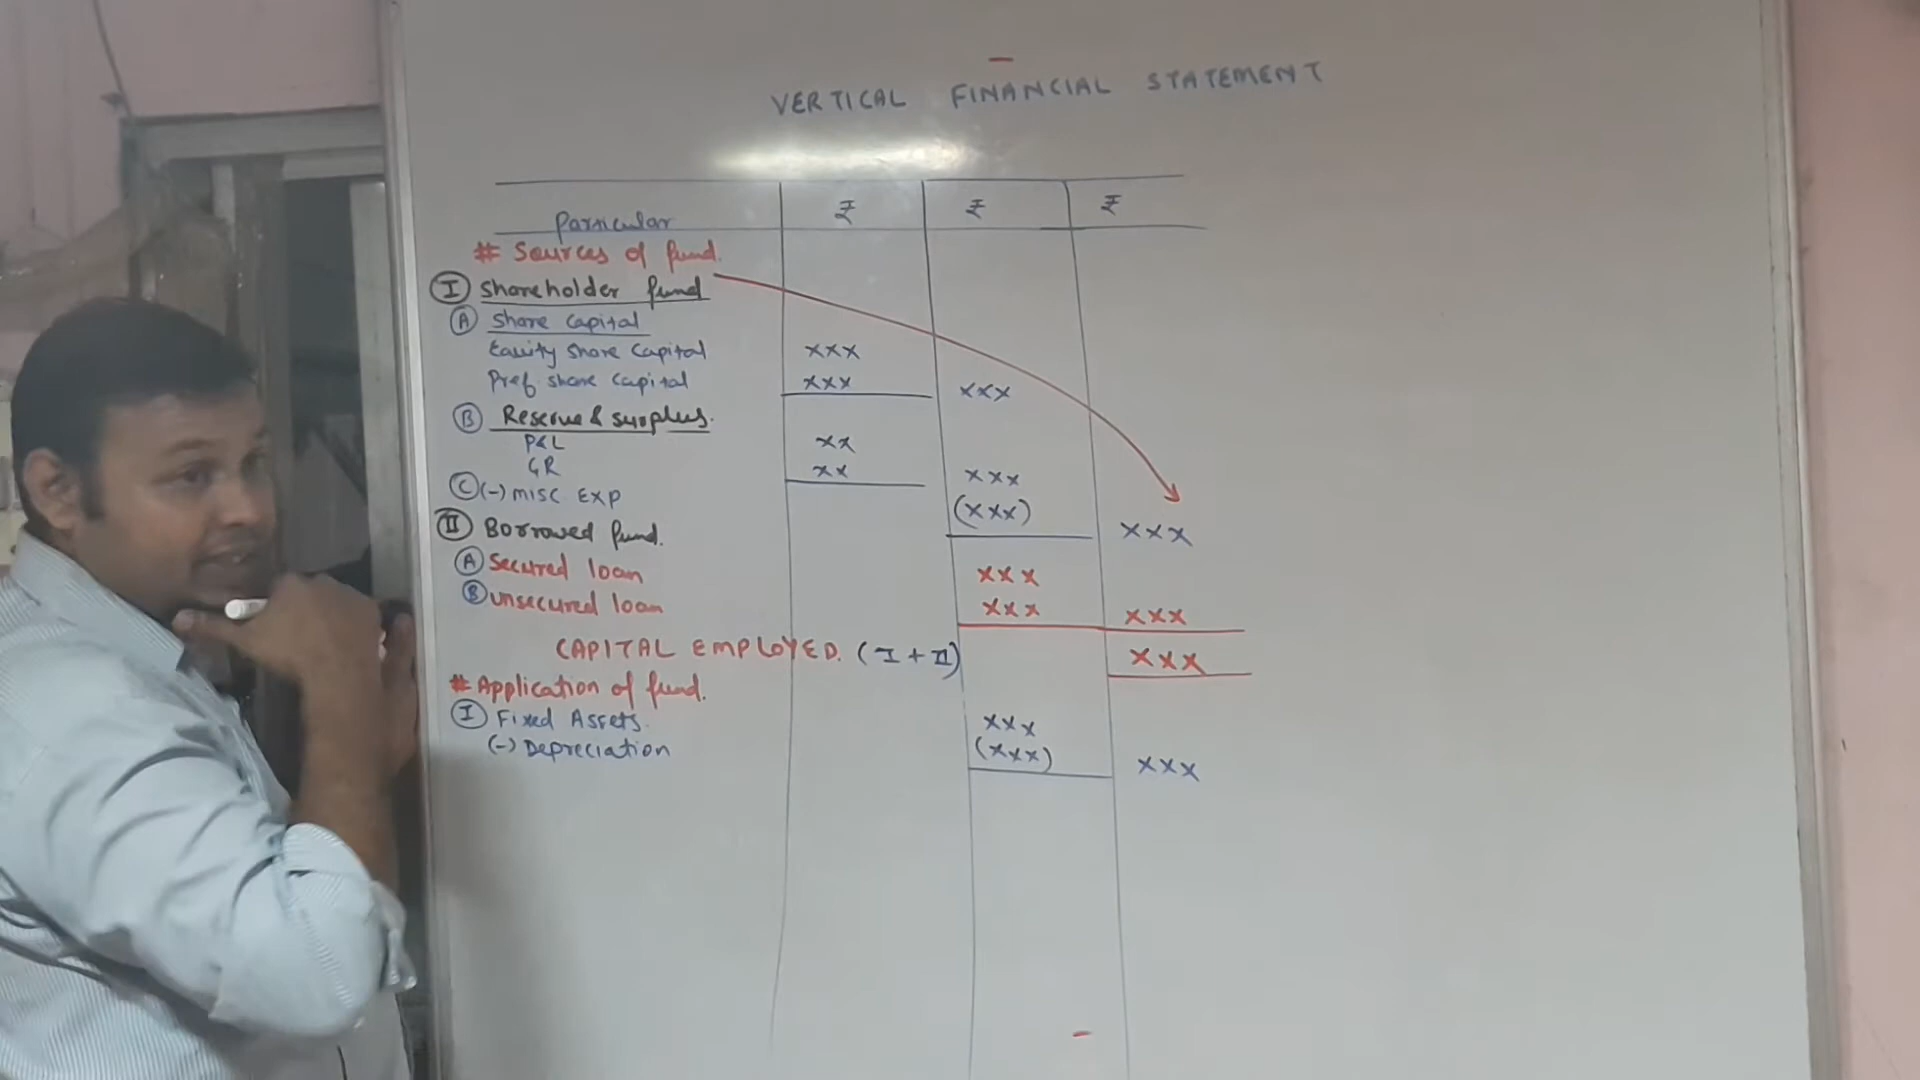 VERTICAL FINANCIAL STATEMENT
Particular ₹ ₹ ₹
# Sources of fund.
I Shareholder fund
A Share Capital
Equity Share Capital xxx
Pref. share Capital xxx xxx
B Reserve & surplus.
P&L xx
GR xx xxx
C (-) MISC EXP (xxx) xxx
II Borrowed fund.
A Secured loan xxx
B unsecured loan xxx xxx
CAPITAL EMPLOYED. (I + II) xxx
# Application of fund.
I Fixed Assets. xxx
(-) Depreciation (xxx) xxx